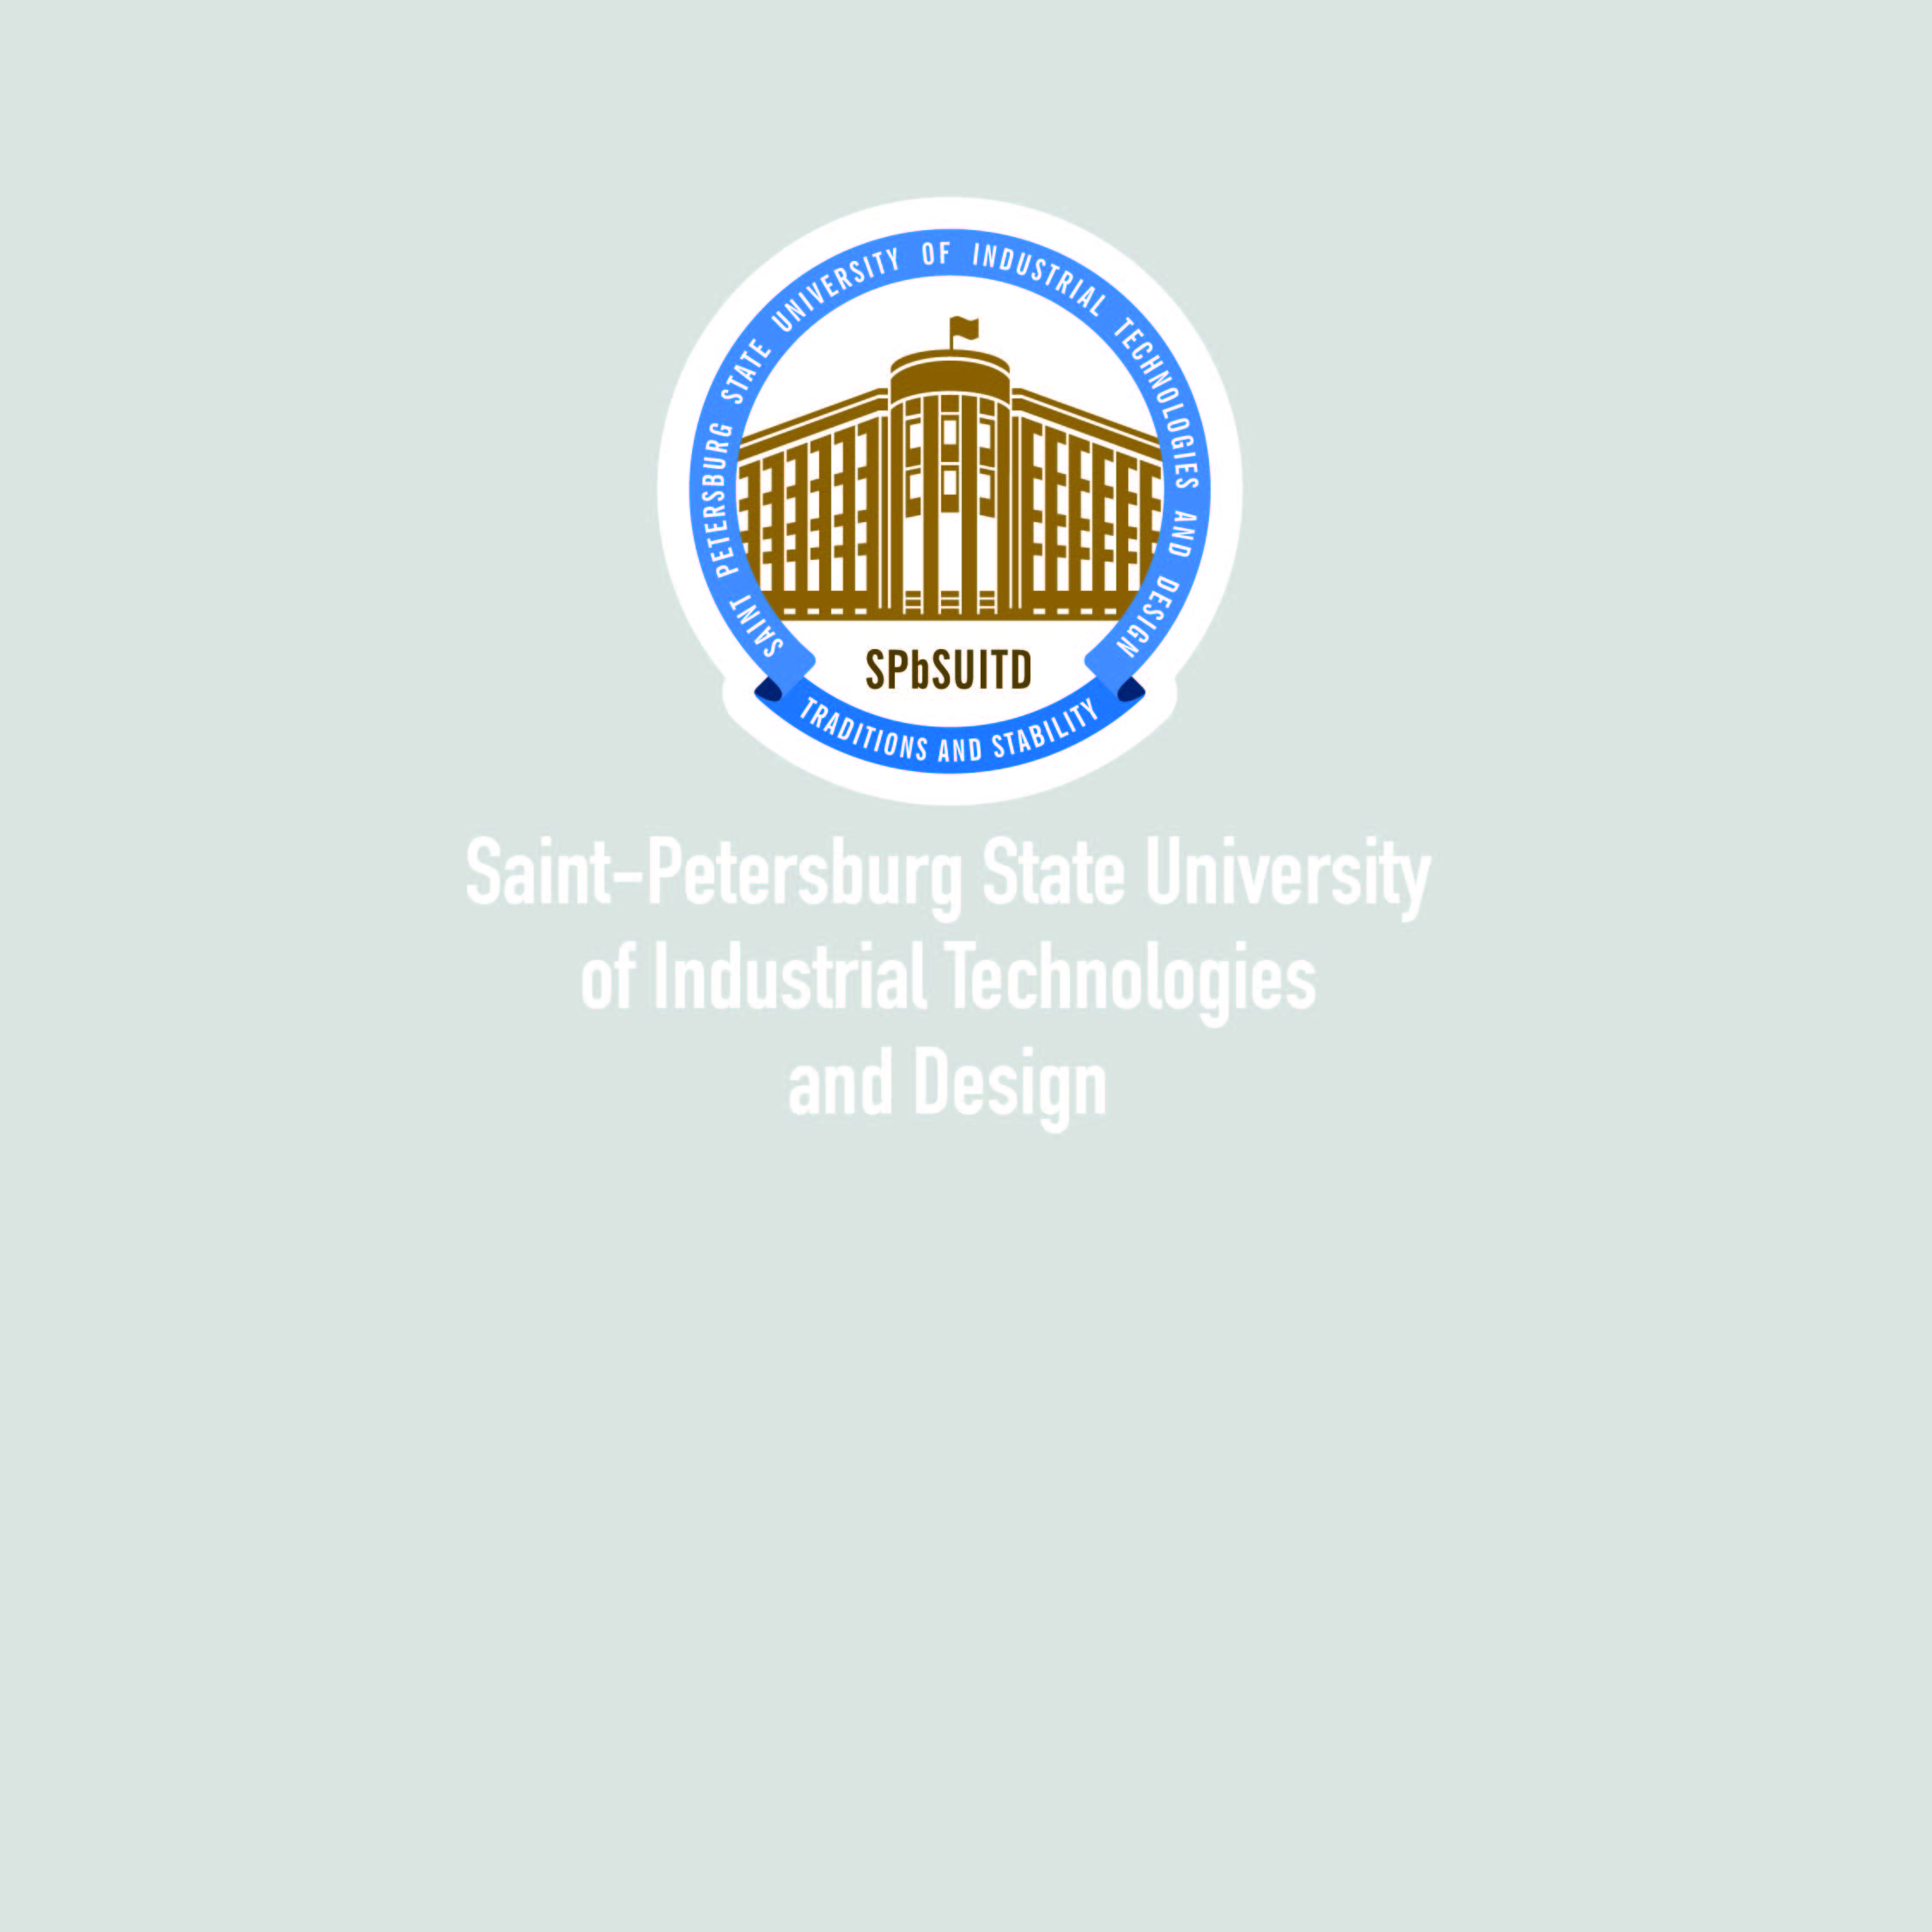 SAINT PETERSBURG STATE UNIVERSITY OF INDUSTRIAL TECHNOLOGIES AND DESIGN
SPbSUITD
TRADITIONS AND STABILITY
Saint-Petersburg State University
of Industrial Technologies
and Design